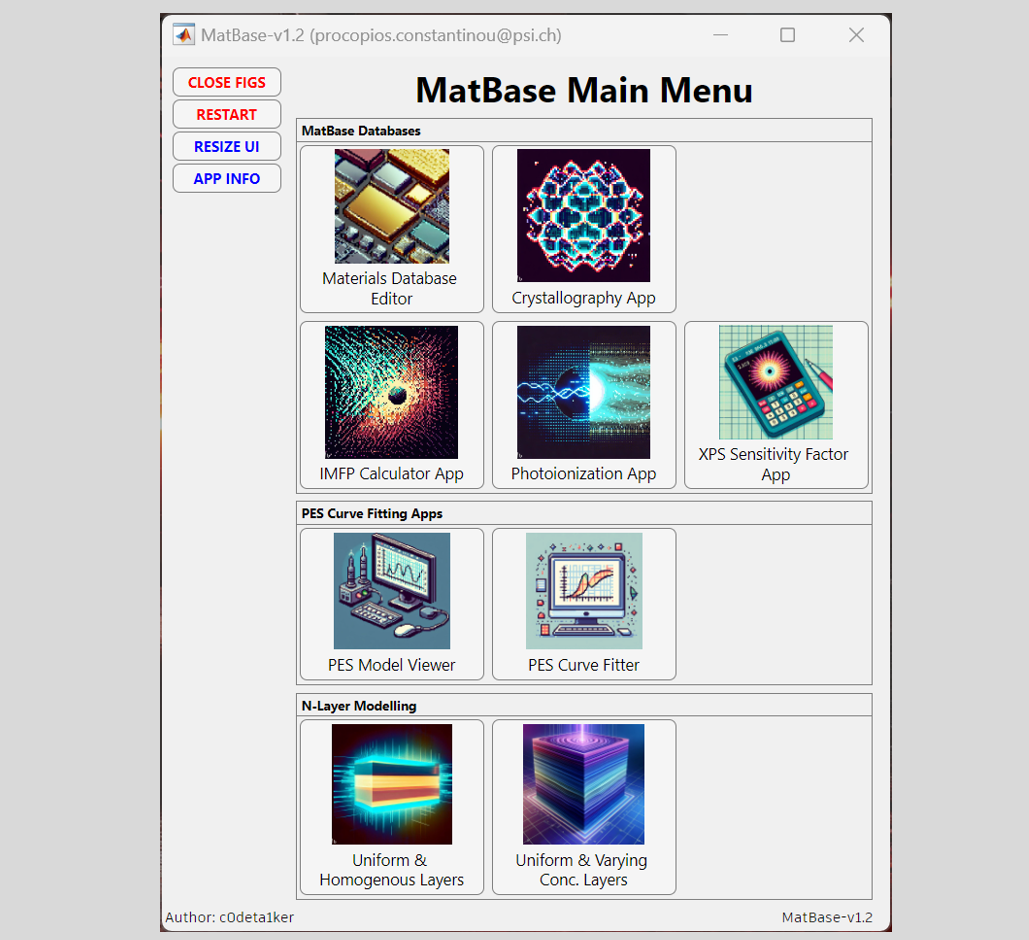 MatBase-v1.2 (procopios.constantinou@psi.ch)
CLOSE FIGS
RESTART
RESIZE UI
APP INFO
MatBase Main Menu
MatBase Databases
Materials Database
Editor
Crystallography App
IMFP Calculator App
Photoionization App
XPS Sensitivity Factor
App
PES Curve Fitting Apps
PES Model Viewer
PES Curve Fitter
N-Layer Modelling
Uniform &
Homogenous Layers
Uniform & Varying
Conc. Layers
Author: c0deta1ker
MatBase-v1.2